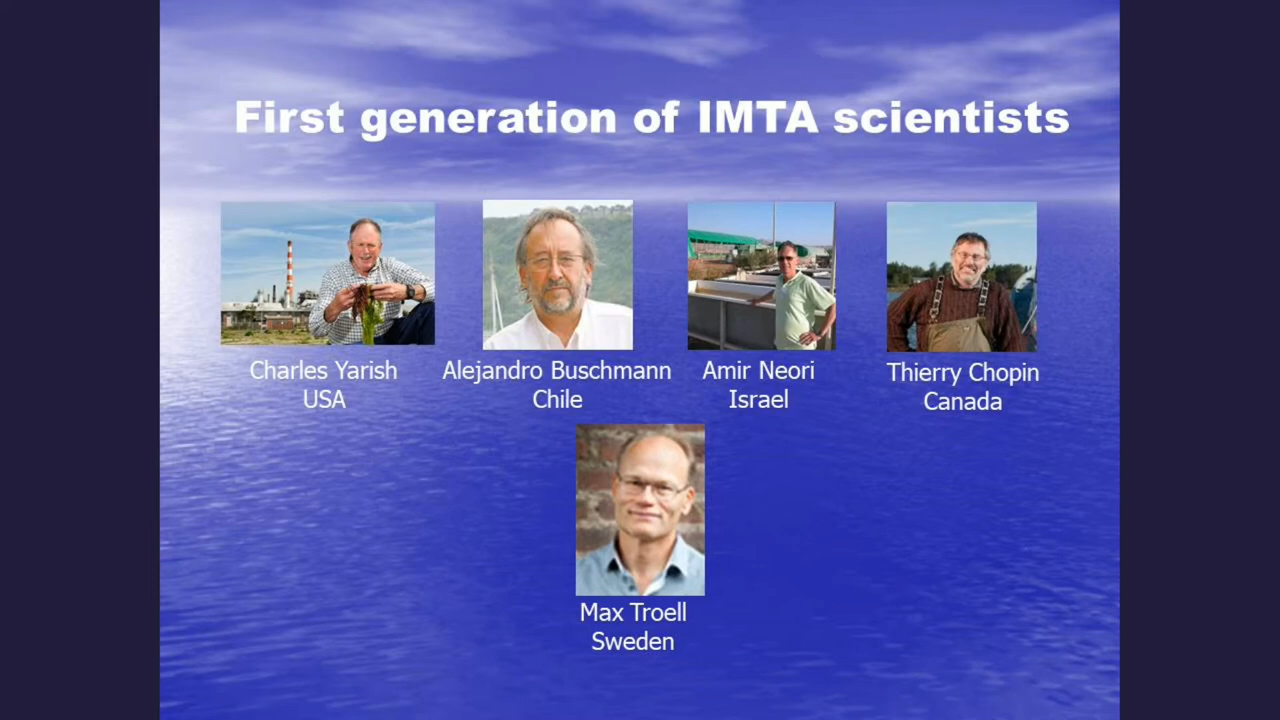 First generation of IMTA scientists
Charles Yarish
USA
Alejandro Buschmann
Chile
Amir Neori
Israel
Thierry Chopin
Canada
Max Troell
Sweden